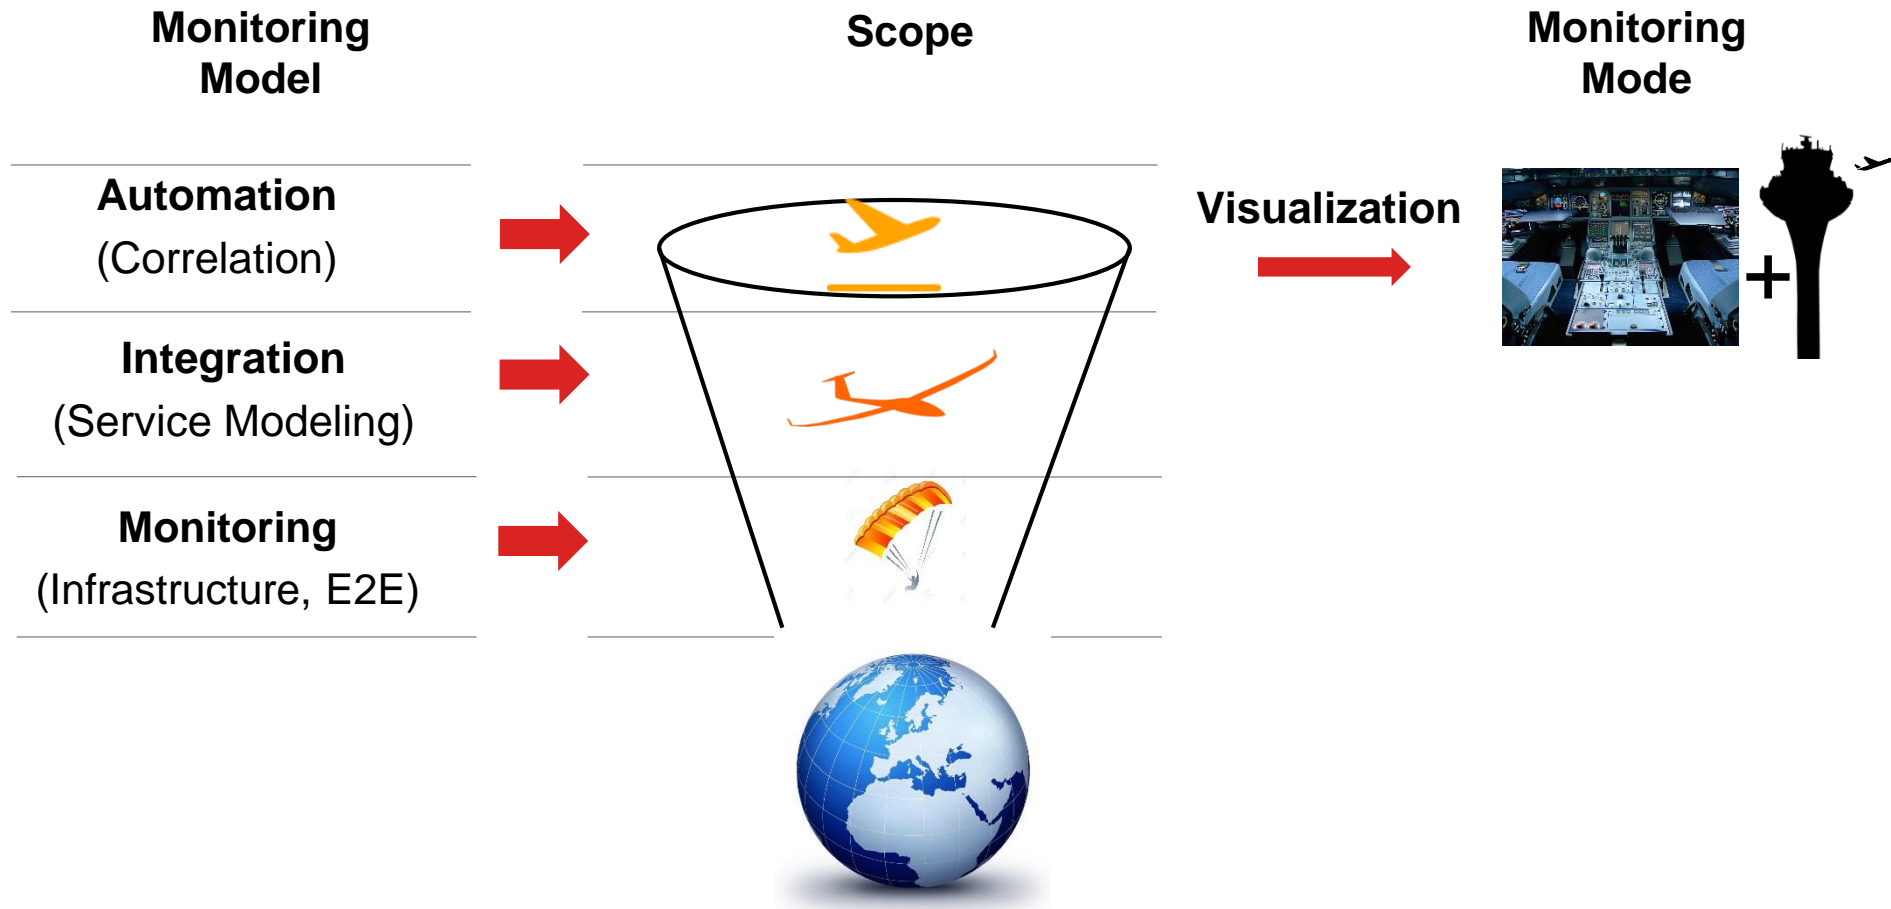 Monitoring
Model
Scope
Monitoring
Mode
Automation
(Correlation)
Visualization
+
Integration
(Service Modeling)
Monitoring
(Infrastructure, E2E)